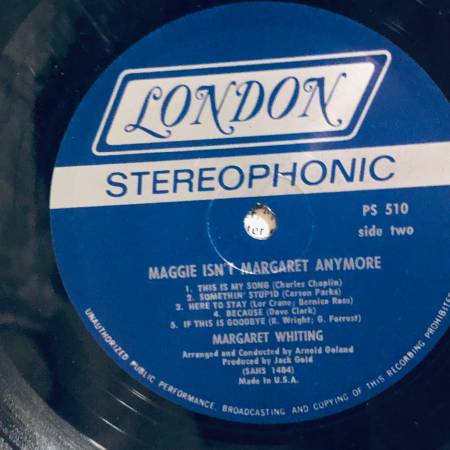 LONDON
STEREOPHONIC
PS 510
side two
ter
MAGGIE ISN'T MARGARET ANYMORE
1. THIS IS MY SONG (Charles Chaplin)
2. SOMETHIN' STUPID (Carson Parks)
3. HERE TO STAY (Lor Crane; Bernice Ross)
4. BECAUSE (Dave Clark)
5. IF THIS IS GOODBYE (R. Wright; G. Forrest)
MARGARET WHITING
Arranged and Conducted by Arnold Goland
Produced by Jack Gold
(SAHS 1484)
Made in U.S.A.
UNAUTHORIZED PUBLIC PERFORMANCE, BROADCASTING AND COPYING OF THIS RECORDING PROHIBITE